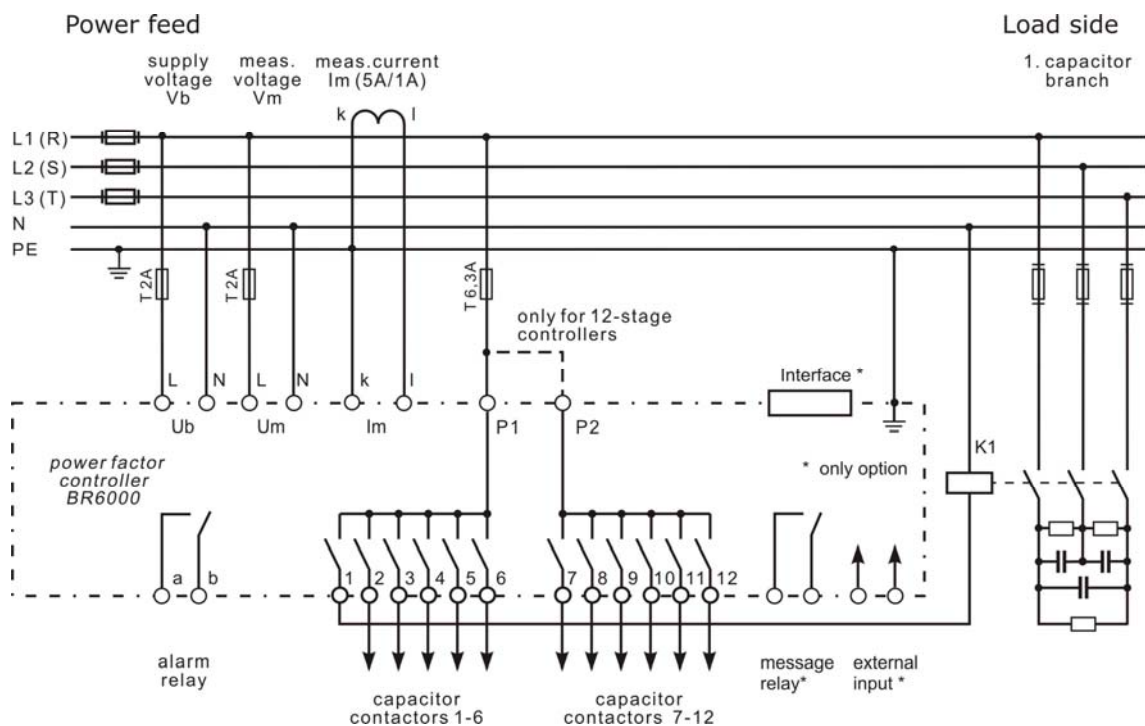 Power feed
Load side
supply
voltage
Vb
meas.
voltage
Vm
meas.current
Im (5A/1A)
1. capacitor
branch
k
l
L1 (R)
L2 (S)
L3 (T)
N
PE
T 2A
T 2A
T 6,3A
only for 12-stage
controllers
L
N
L
N
k
l
Interface *
Ub
Um
Im
P1
P2
K1
power factor
controller
BR6000
* only option
a
b
1
2
3
4
5
6
7
8
9
10
11
12
alarm
relay
capacitor
contactors 1-6
capacitor
contactors 7-12
message
relay*
external
input *